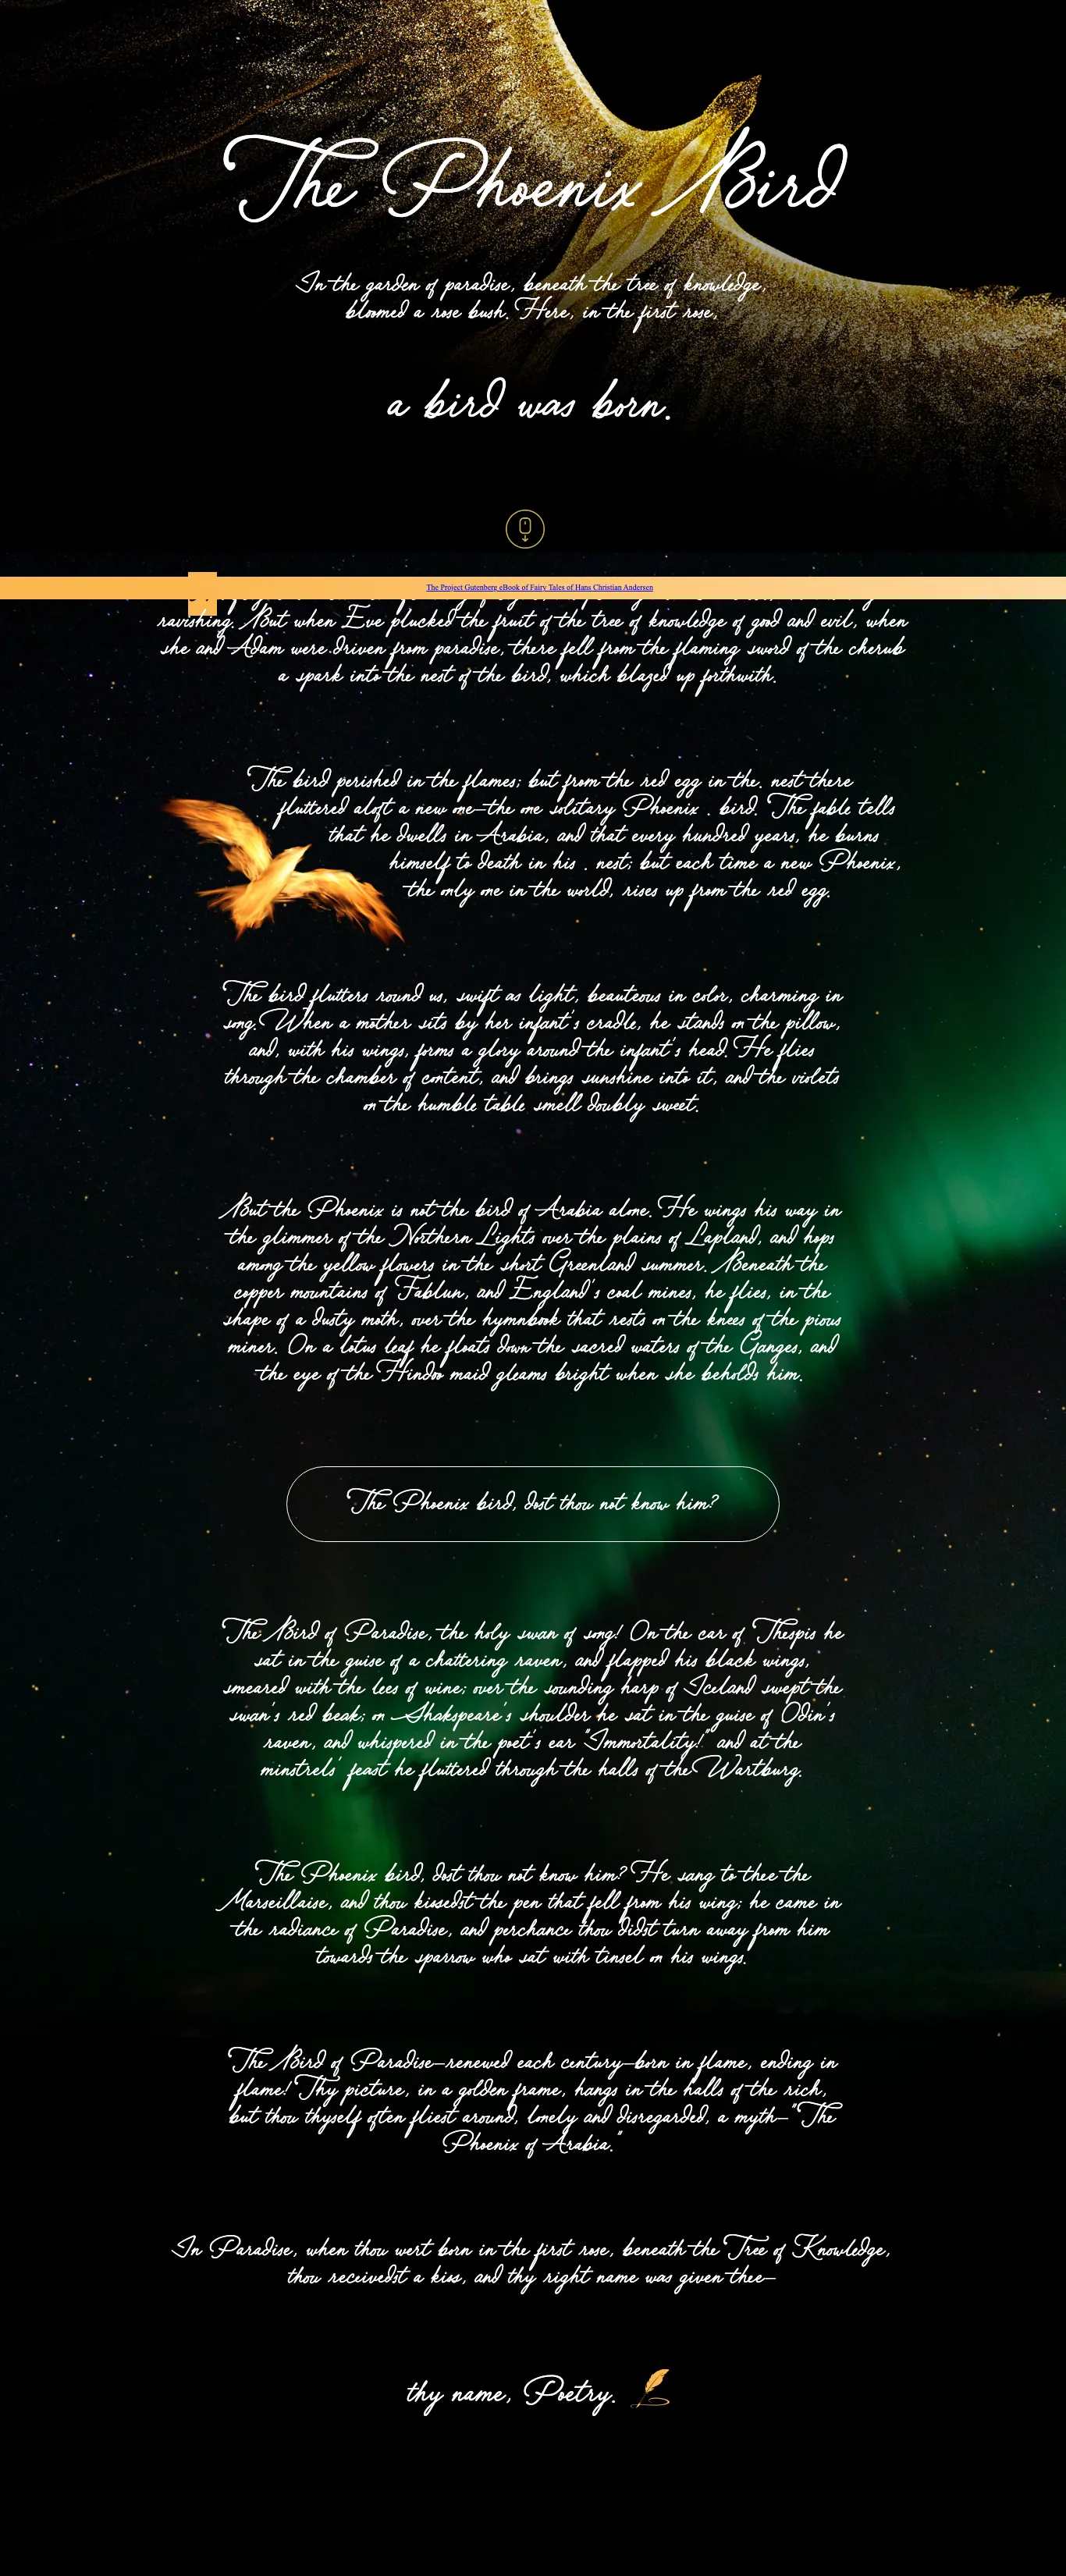 The Phoenix Bird
In the garden of paradise, beneath the tree of knowledge,
bloomed a rose bush. Here, in the first rose,
a bird was born.
The Project Gutenberg eBook of Fairy Tales of Hans Christian Andersen
ravishing. But when Eve plucked the fruit of the tree of knowledge of good and evil, when
she and Adam were driven from paradise, there fell from the flaming sword of the cherub
a spark into the nest of the bird, which blazed up forthwith.
The bird perished in the flames; but from the red egg in the. nest there
fluttered aloft a new one—the one solitary Phoenix . bird. The fable tells
that he dwells in Arabia, and that every hundred years, he burns
himself to death in his . nest; but each time a new Phoenix,
the only one in the world, rises up from the red egg.
The bird flutters round us, swift as light, beauteous in color, charming in
song. When a mother sits by her infant's cradle, he stands on the pillow,
and, with his wings, forms a glory around the infant's head. He flies
through the chamber of content, and brings sunshine into it, and the violets
on the humble table smell doubly sweet.
But the Phoenix is not the bird of Arabia alone. He wings his way in
the glimmer of the Northern Lights over the plains of Lapland, and hops
among the yellow flowers in the short Greenland summer. Beneath the
copper mountains of Fablun, and England's coal mines, he flies, in the
shape of a dusty moth, over the hymnbook that rests on the knees of the pious
miner. On a lotus leaf he floats down the sacred waters of the Ganges, and
the eye of the Hindoo maid gleams bright when she beholds him.
The Phoenix bird, dost thou not know him?
The Bird of Paradise, the holy swan of song! On the car of Thespis he
sat in the guise of a chattering raven, and flapped his black wings,
smeared with the lees of wine; over the sounding harp of Iceland swept the
swan's red beak; on Shakspeare's shoulder he sat in the guise of Odin's
raven, and whispered in the poet's ear "Immortality!" and at the
minstrels' feast he fluttered through the halls of the Wartburg.
The Phoenix bird, dost thou not know him? He sang to thee the
Marseillaise, and thou kissedst the pen that fell from his wing; he came in
the radiance of Paradise, and perchance thou didst turn away from him
towards the sparrow who sat with tinsel on his wings.
The Bird of Paradise—renewed each century—born in flame, ending in
flame! Thy picture, in a golden frame, hangs in the halls of the rich,
but thou thyself often fliest around, lonely and disregarded, a myth—"The
Phoenix of Arabia."
In Paradise, when thou wert born in the first rose, beneath the Tree of Knowledge,
thou receivedst a kiss, and thy right name was given thee—
thy name, Poetry.